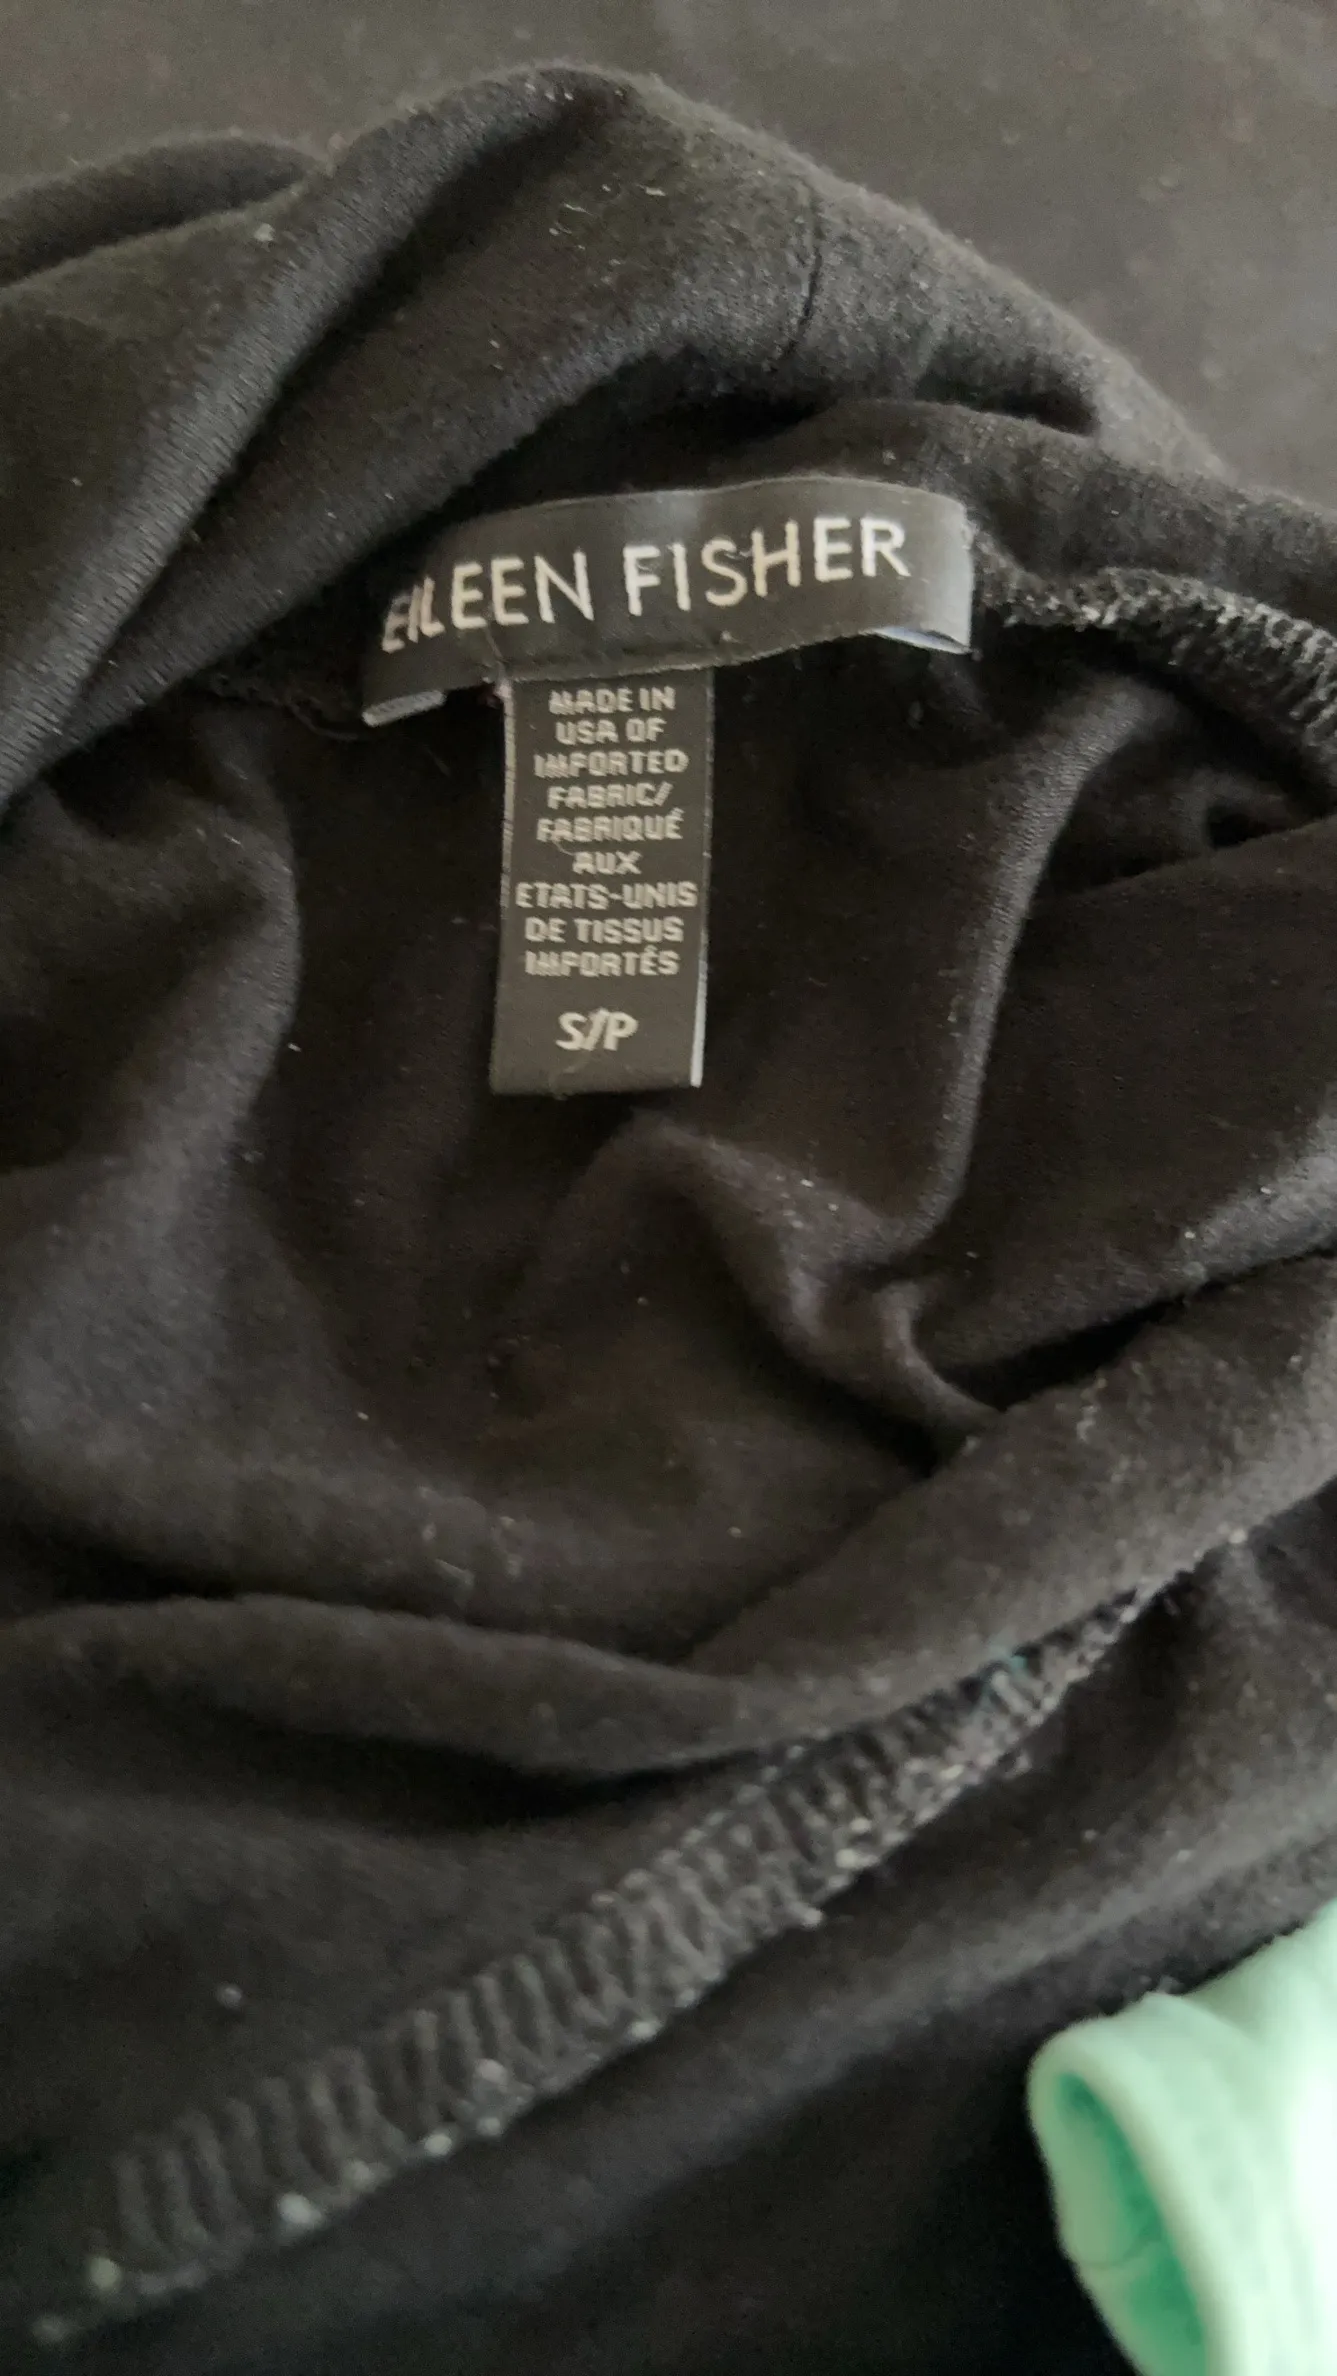 EILEEN FISHER
MADE IN
USA OF
IMPORTED
FABRIC/
FABRIQUÉ
AUX
ETATS-UNIS
DE TISSUS
IMPORTÉS
S/P